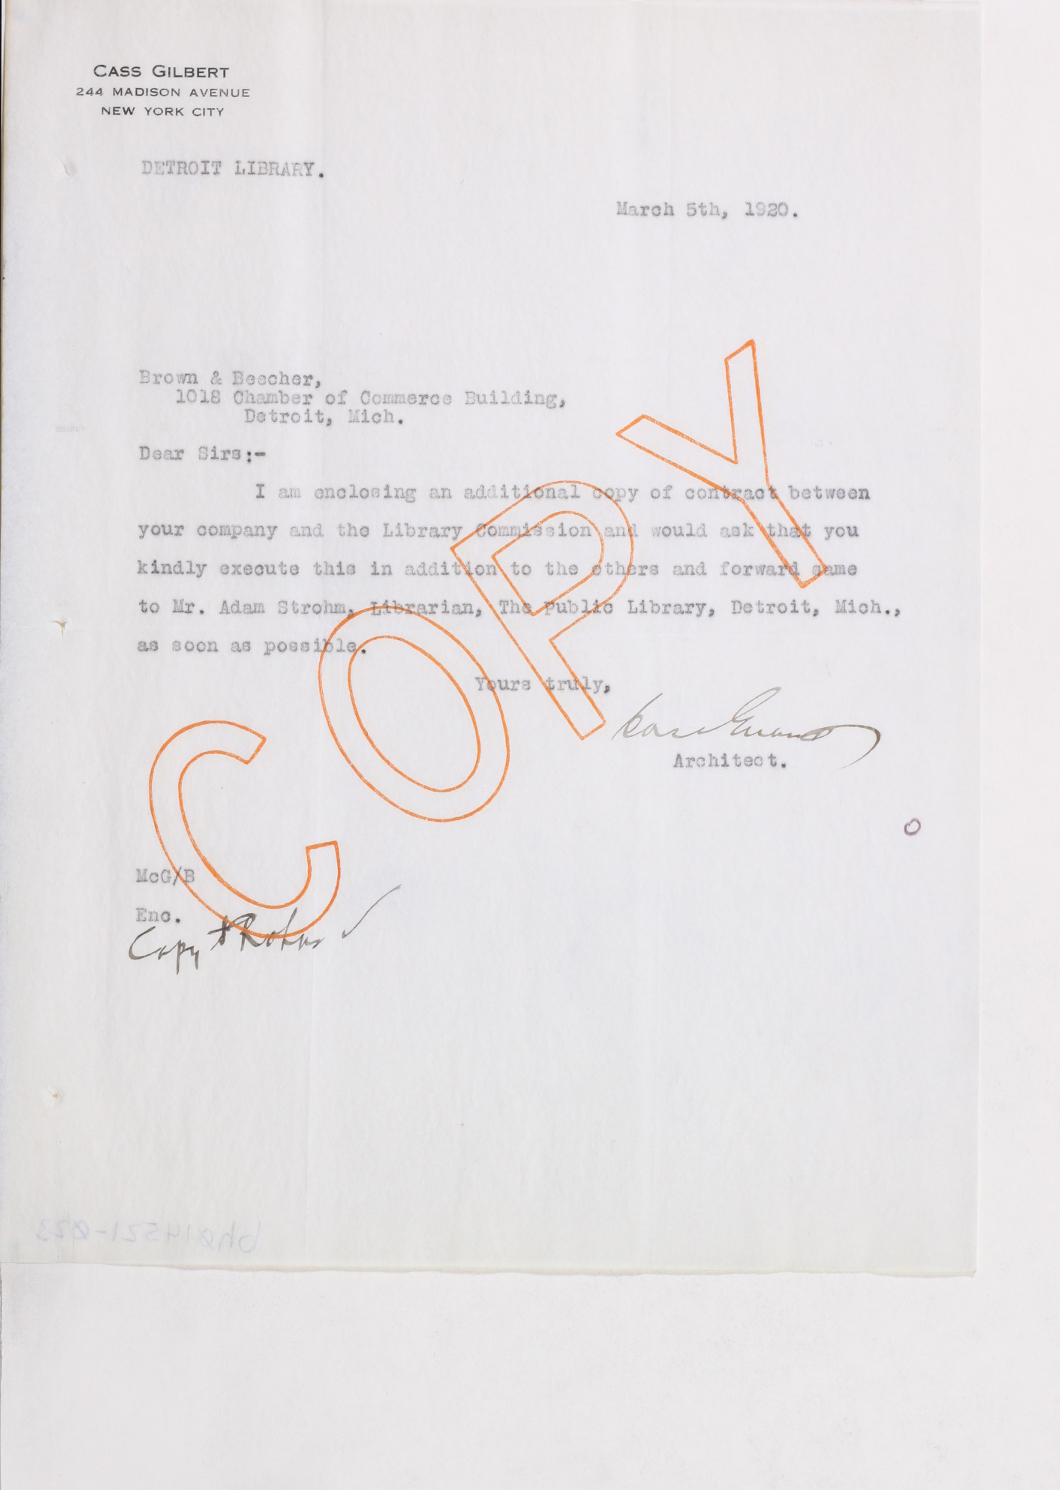 CASS GILBERT
244 MADISON AVENUE
NEW YORK CITY
DETROIT LIBRARY.
March 5th, 1920.
Brown & Beecher,
1018 Chamber of Commerce Building,
Detroit, Mich.
Dear Sirs:-
I am enclosing an additional copy of contract between
your company and the Library Commission and would ask that you
kindly execute this in addition to the others and forward same
to Mr. Adam Strohm, Librarian, The Public Library, Detroit, Mich.,
as soon as possible.
Yours truly,
Architect.
COPY
McG/B
Enc.
Copy
bh014521-023